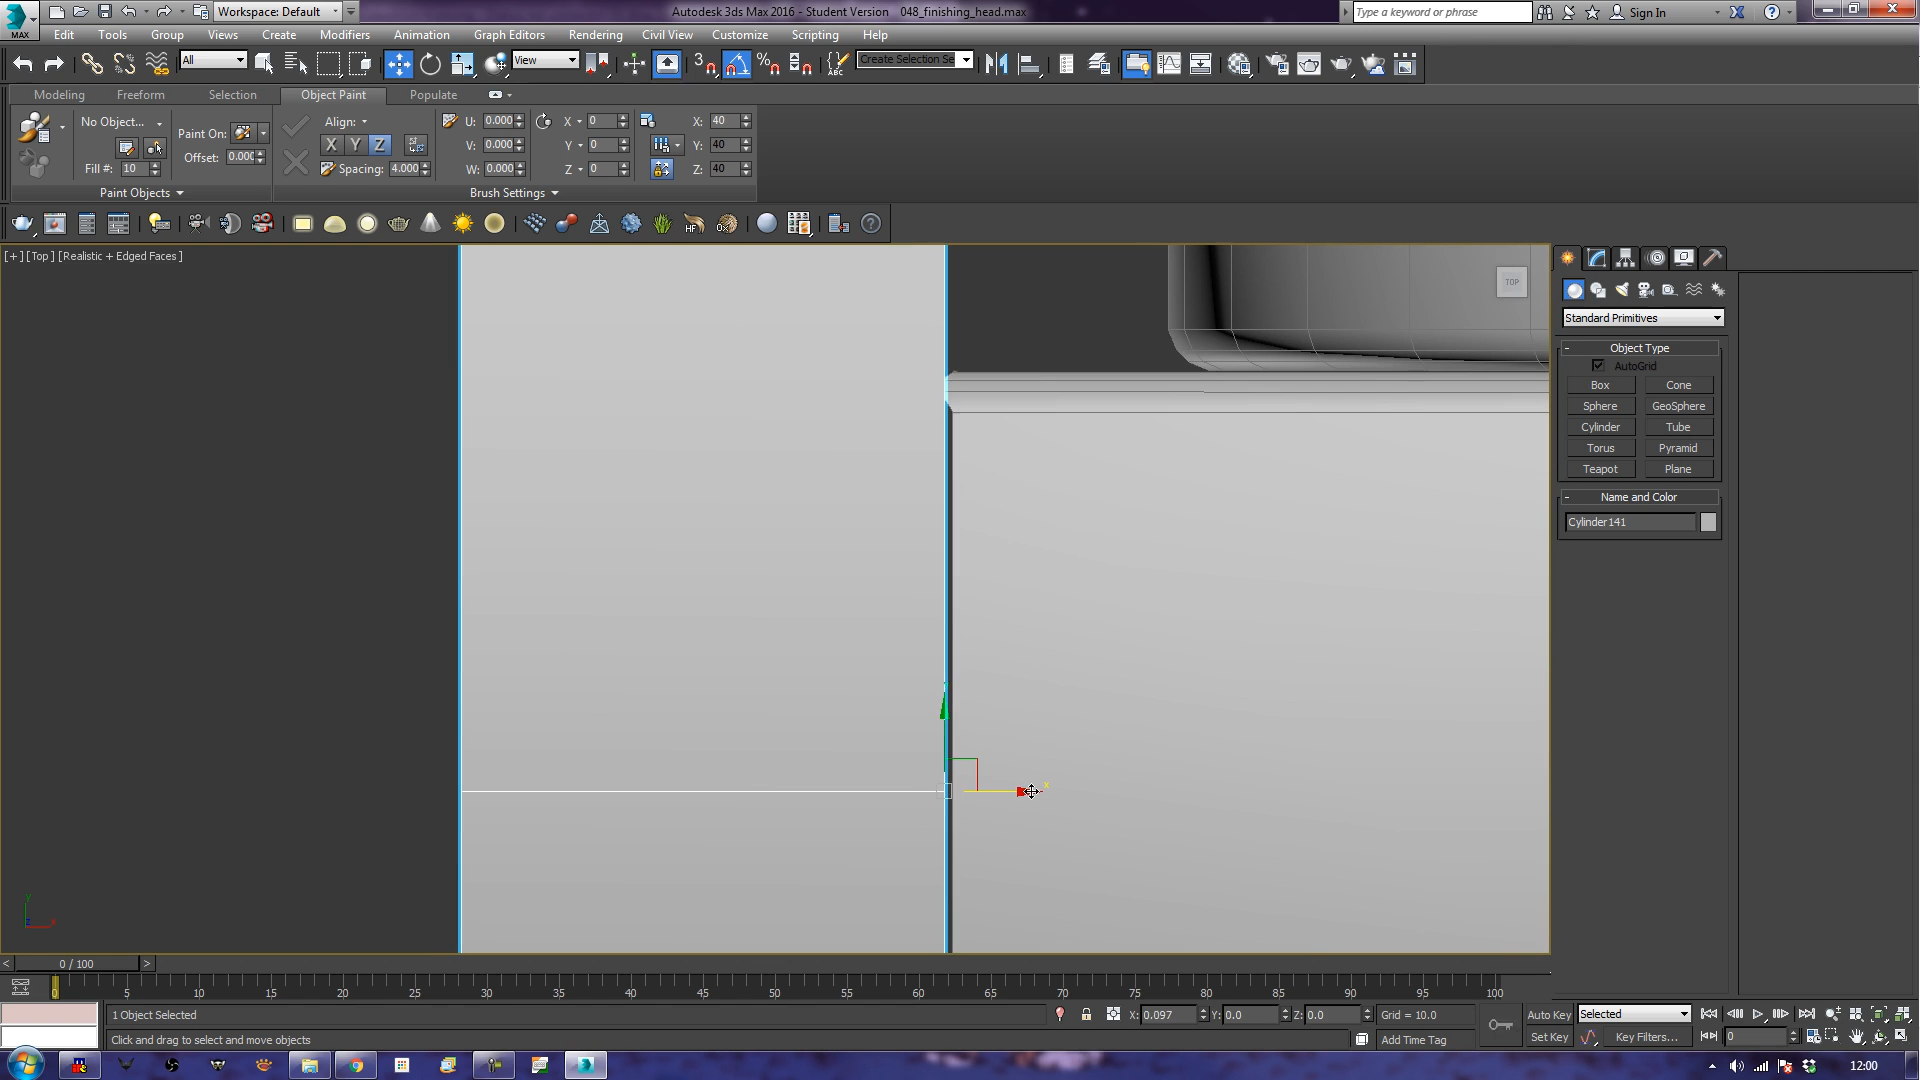 Workspace: Default
Autodesk 3ds Max 2016 - Student Version 048_finishing_head.max
Type a keyword or phrase
Sign In
MAX
Edit Tools Group Views Create Modifiers Animation Graph Editors Rendering Civil View Customize Scripting Help
All
View
3
ABC
Create Selection Se
Modeling Freeform Selection Object Paint Populate
No Object...
Paint On:
Fill #: 10
Offset: 0.000
Align:
X Y Z
Spacing: 4.000
U: 0.000
V: 0.000
W: 0.000
X 0
Y 0
Z 0
X: 40
Y: 40
Z: 40
Paint Objects
Brush Settings
HF
[+] [Top] [Realistic + Edged Faces]
TOP
x
Standard Primitives
Object Type
AutoGrid
Box Cone
Sphere GeoSphere
Cylinder Tube
Torus Pyramid
Teapot Plane
Name and Color
Cylinder141
< 0 / 100 >
0 5 10 15 20 25 30 35 40 45 50 55 60 65 70 75 80 85 90 95 100
1 Object Selected
X: 0.097 Y: 0.0 Z: 0.0 Grid = 10.0
Auto Key Selected
Click and drag to select and move objects
Add Time Tag
Set Key Key Filters... 0
12:00